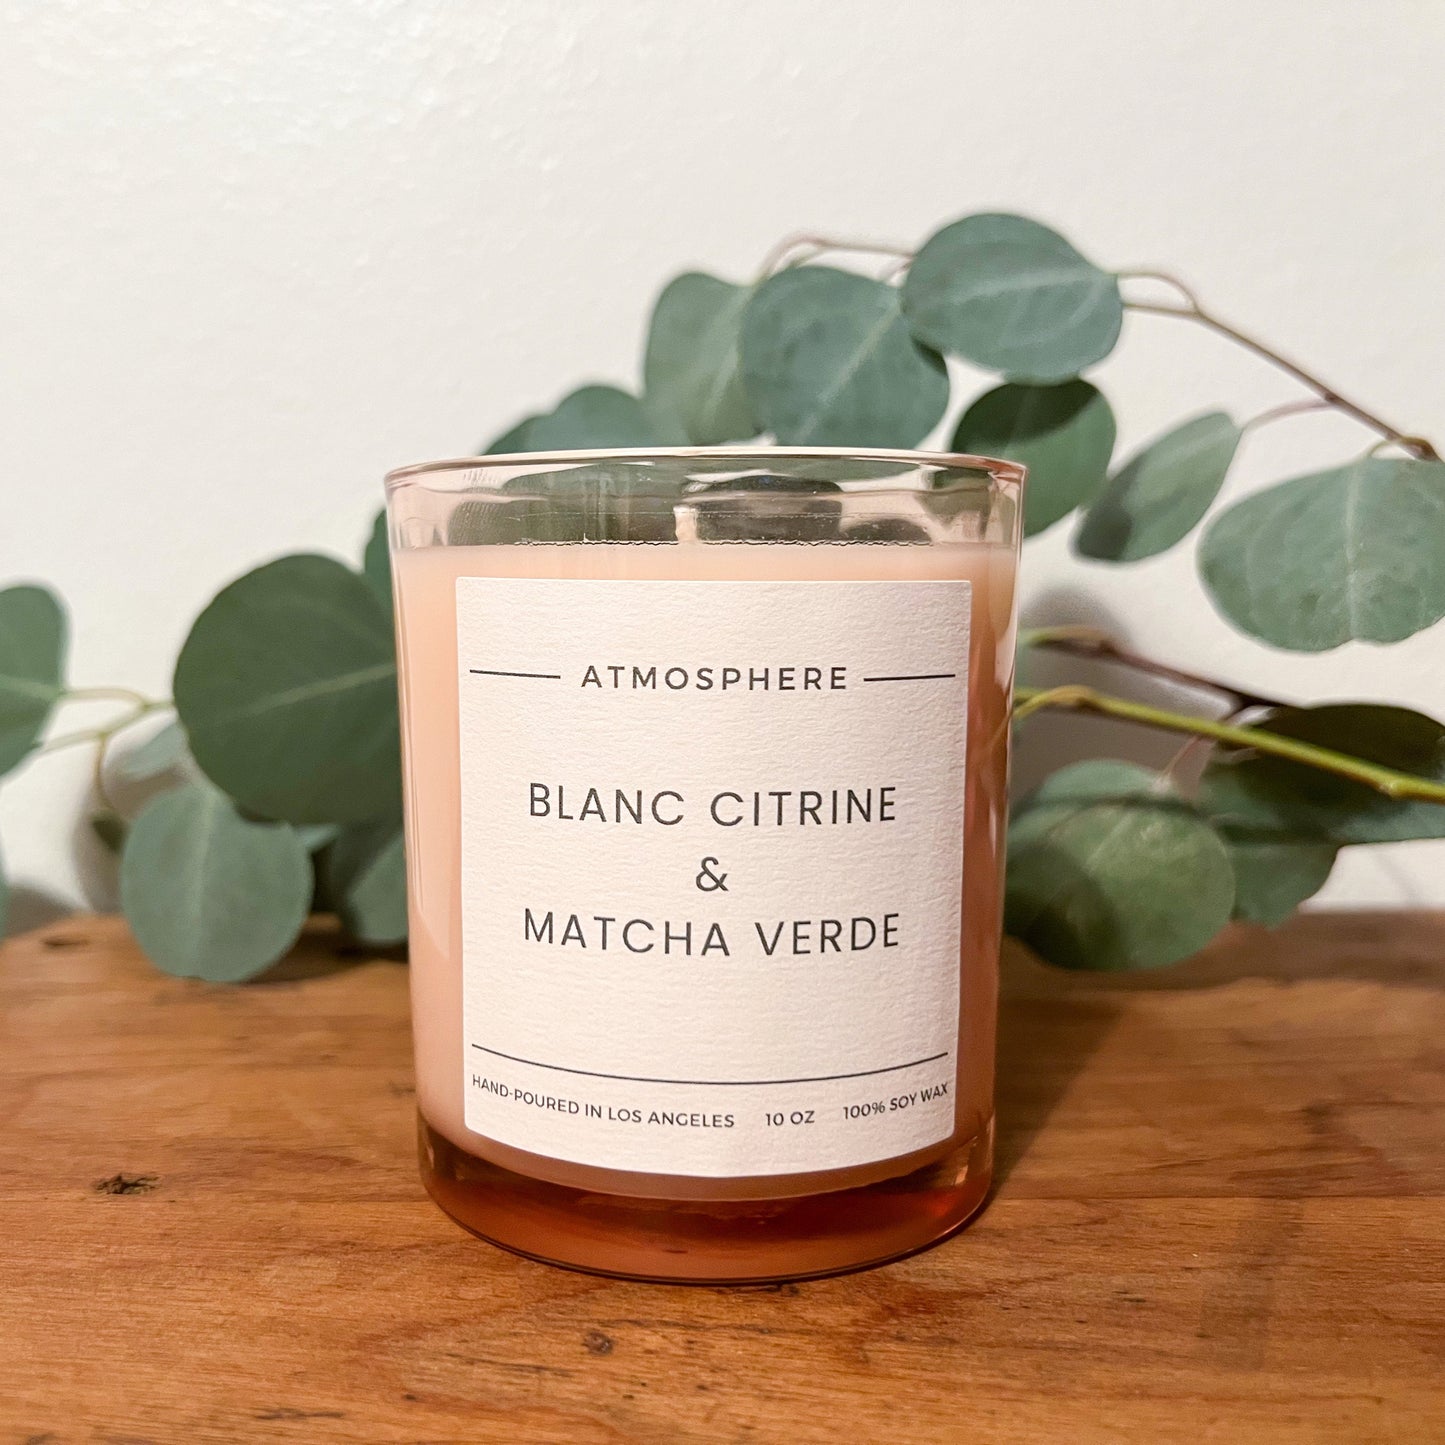 ATMOSPHERE
BLANC CITRINE
&
MATCHA VERDE
HAND-POURED IN LOS ANGELES 10 OZ 100% SOY WAX